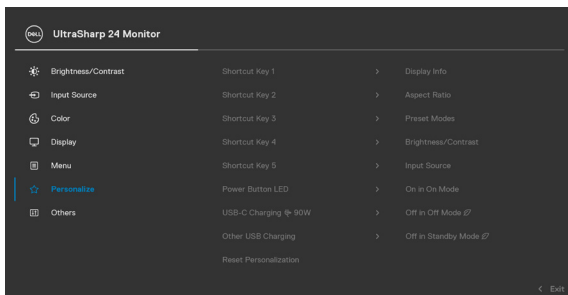 DELL UltraSharp 24 Monitor
Brightness/Contrast Shortcut Key 1 > Display Info
Input Source Shortcut Key 2 > Aspect Ratio
Color Shortcut Key 3 > Preset Modes
Display Shortcut Key 4 > Brightness/Contrast
Menu Shortcut Key 5 > Input Source
Personalize Power Button LED > On in On Mode
Others USB-C Charging 90W > Off in Off Mode
Other USB Charging > Off in Standby Mode
Reset Personalization
< Exit